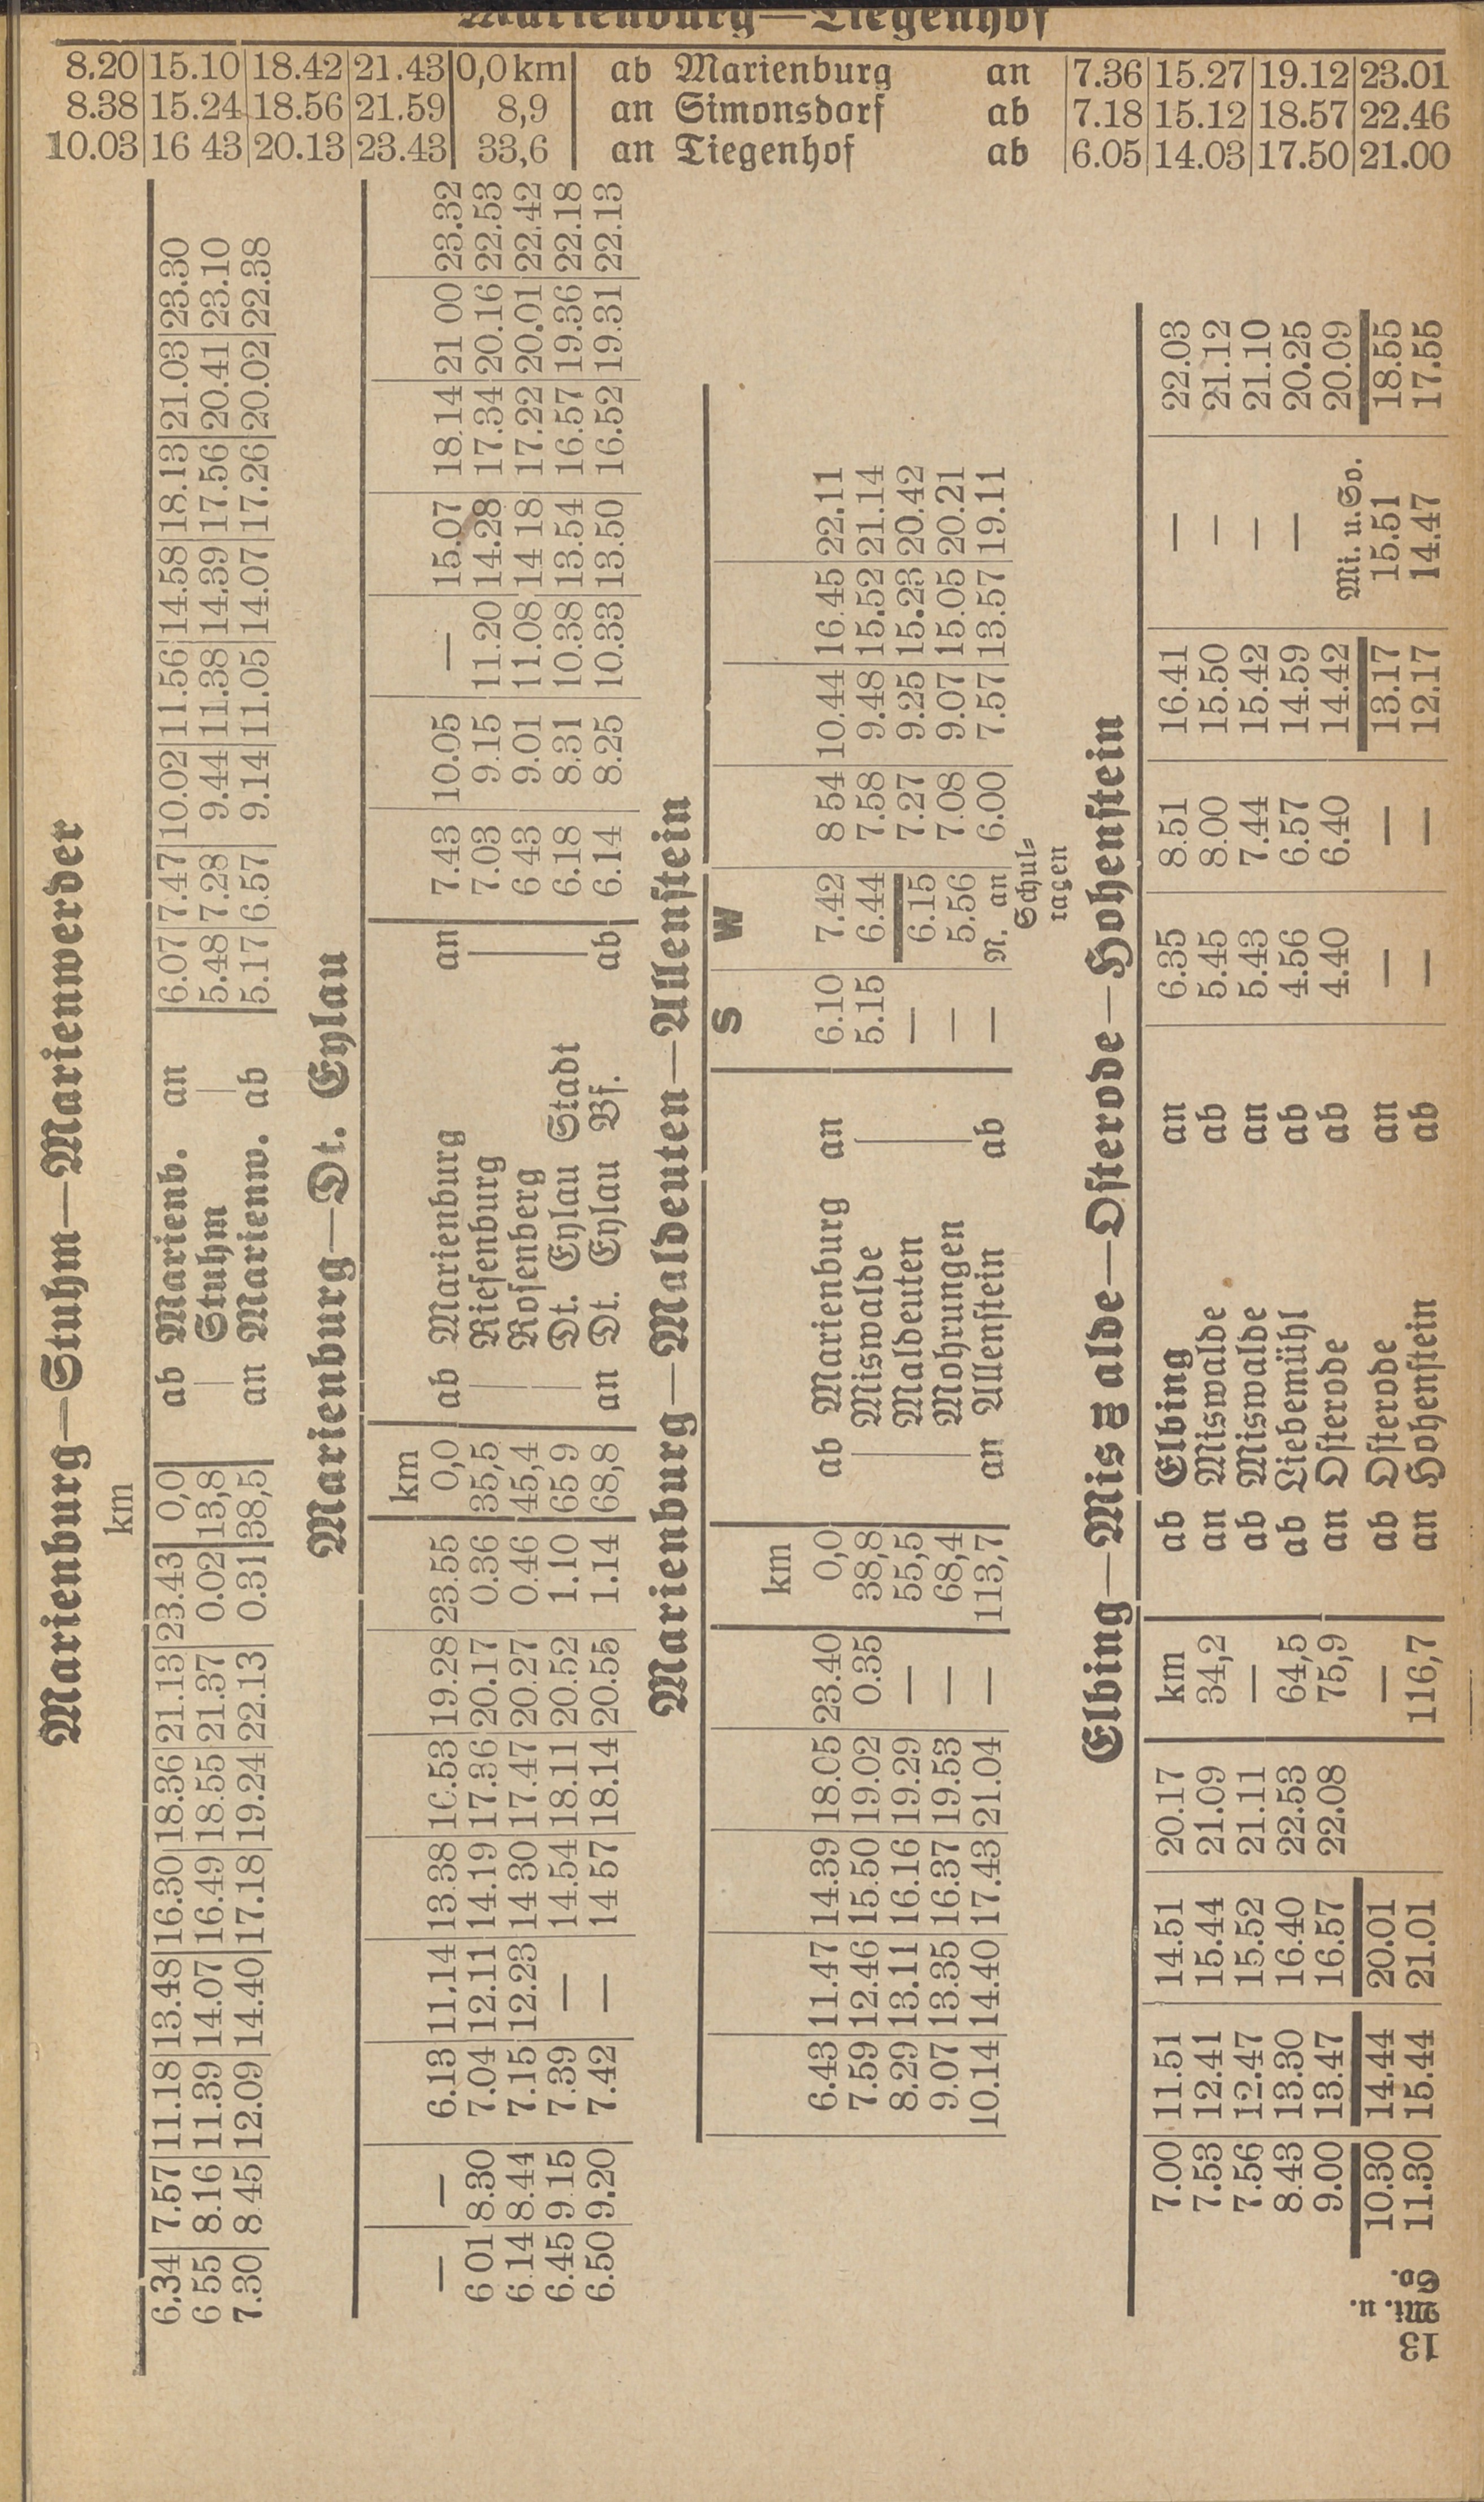 Marienburg—Tiegenhof
8.20 15.10 18.42 21.43 0,0 km ab Marienburg an 7.36 15.27 19.12 23.01
8.38 15.24 18.56 21.59 8,9 an Simonsdorf ab 7.18 15.12 18.57 22.46
10.03 16 43 20.13 23.43 33,6 an Tiegenhof ab 6.05 14.03 17.50 21.00
Marienburg—Stuhm—Marienwerder
km
6.34 7.57 11.18 13.48 16.30 18.36 21.13 23.43 0,0 ab Marienb. an 6.07 7.47 10.02 11.56 14.58 18.13 21.03 23.30
6 55 8.16 11.39 14.07 16.49 18.55 21.37 0.02 13,8 Stuhm 5.48 7.28 9.44 11.38 14.39 17.56 20.41 23.10
7.30 8.45 12.09 14.40 17.18 19.24 22.13 0.31 38,5 an Marienw. ab 5.17 6.57 9.14 11.05 14.07 17.26 20.02 22.38
Marienburg—Dt. Eylau
km
— — 6.13 11.14 13.38 16.53 19.28 23.55 0,0 ab Marienburg an 7.43 10.05 — 15.07 18.14 21 00 23.32
6 01 8.30 7.04 12.11 14.19 17.36 20.17 0.36 35,5 Riesenburg 7.03 9.15 11.20 14.28 17.34 20.16 22.53
6.14 8.44 7.15 12.23 14 30 17.47 20.27 0.46 45,4 Rosenberg 6 43 9.01 11.08 14 18 17.22 20.01 22.42
6.45 9.15 7.39 — 14.54 18.11 20.52 1.10 65 9 Dt. Eylau Stadt 6.18 8.31 10.38 13.54 16.57 19.36 22.18
6.50 9.20 7.42 — 14 57 18.14 20.55 1.14 68,8 an Dt. Eylau Bf. ab 6.14 8.25 10.33 13.50 16.52 19.31 22.13
Marienburg—Maldeuten—Allenstein
km S W
6.43 11.47 14.39 18.05 23.40 0,0 ab Marienburg an 6.10 7.42 8 54 10.44 16.45 22.11
7.59 12.46 15.50 19.02 0.35 38,8 Miswalde 5.15 6.44 7.58 9.48 15.52 21.14
8.29 13.11 16.16 19.29 — 55,5 Maldeuten — 6.15 7.27 9.25 15.23 20.42
9.07 13.35 16.37 19.53 — 68,4 Mohrungen — 5.56 7.08 9.07 15.05 20.21
10.14 14.40 17.43 21.04 — 113,7 an Allenstein ab — N. an 6.00 7.57 13.57 19.11
Schul-
tagen
Elbing—Mis alde—Osterode—Hohenstein
7.00 11.51 14.51 20.17 km ab Elbing an 6.35 8.51 16.41 — 22.03
7.53 12.41 15.44 21.09 34,2 an Miswalde ab 5.45 8.00 15.50 — 21.12
7.56 12.47 15.52 21.11 — ab Miswalde an 5.43 7.44 15.42 — 21.10
8.43 13.30 16.40 22.53 64,5 ab Liebemühl ab 4.56 6.57 14.59 — 20.25
9.00 13.47 16.57 22.08 75,9 an Osterode ab 4.40 6.40 14.42 Mi. u. So. 20.09
10.30 14.44 20.01 — ab Osterode an — — 13.17 15.51 18.55
11.30 15.44 21.01 116,7 an Hohenstein ab — — 12.17 14.47 17.55
Mi. u.
So.
13